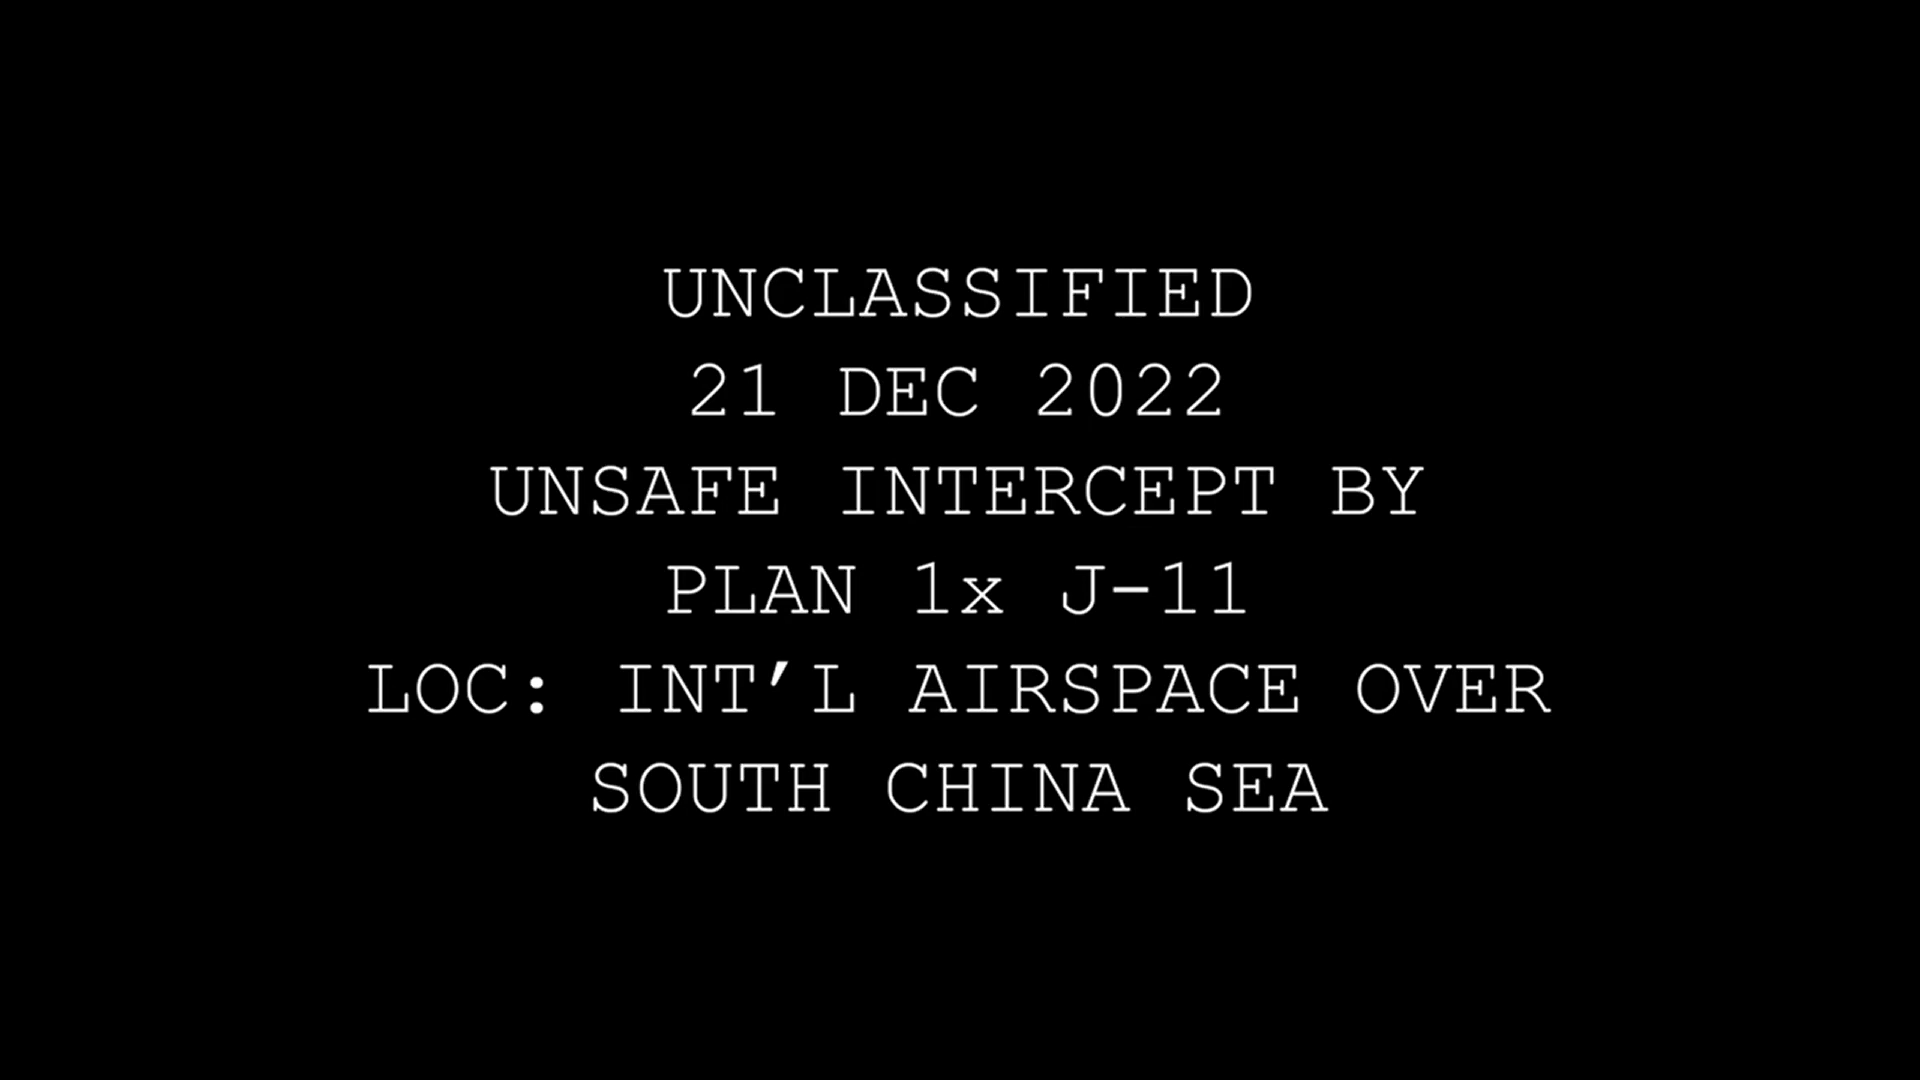 UNCLASSIFIED
21 DEC 2022
UNSAFE INTERCEPT BY
PLAN 1x J-11
LOC: INT’L AIRSPACE OVER
SOUTH CHINA SEA